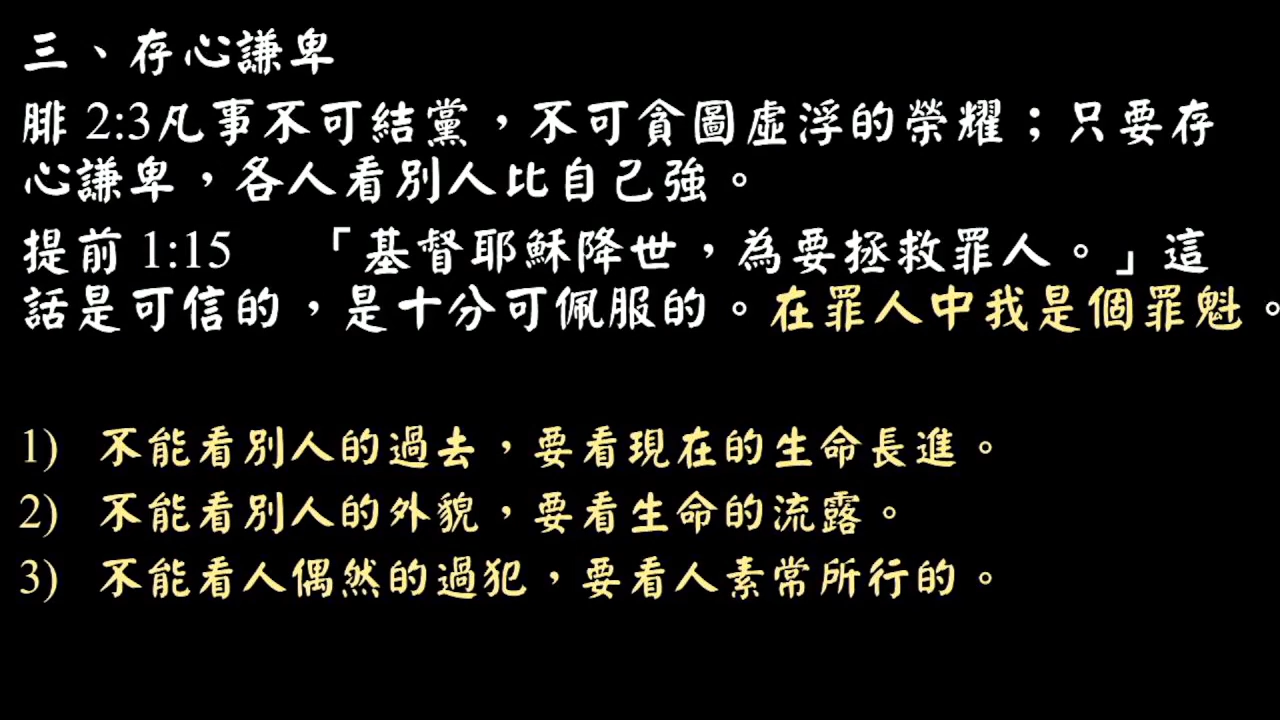 三、存心謙卑
腓 2:3凡事不可結黨，不可貪圖虛浮的榮耀；只要存
心謙卑，各人看別人比自己強。
提前 1:15 「基督耶穌降世，為要拯救罪人。」這
話是可信的，是十分可佩服的。在罪人中我是個罪魁。
1) 不能看別人的過去，要看現在的生命長進。
2) 不能看別人的外貌，要看生命的流露。
3) 不能看人偶然的過犯，要看人素常所行的。